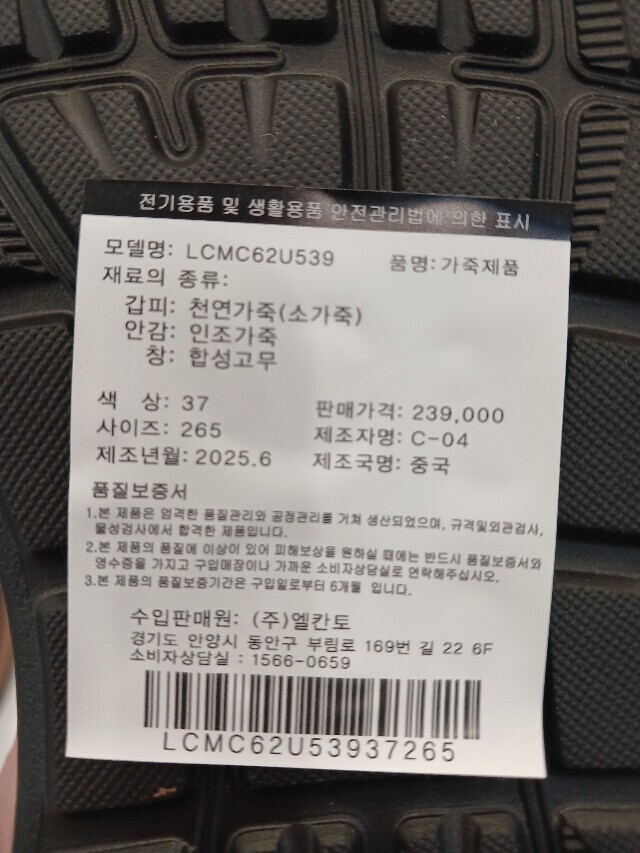 전기용품 및 생활용품 안전관리법에 의한 표시
모델명: LCMC62U539 품명: 가죽제품
재료의 종류:
갑피: 천연가죽(소가죽)
안감: 인조가죽
창: 합성고무
색 상: 37 판매가격: 239,000
사이즈: 265 제조자명: C-04
제조년월: 2025.6 제조국명: 중국
품질보증서
1.본 제품은 엄격한 품질관리와 공정관리를 거쳐 생산되었으며, 규격및외관검사,
물성검사에서 합격한 제품입니다.
2.본 제품의 품질에 이상이 있어 피해보상을 원하실 때에는 반드시 품질보증서와
영수증을 가지고 구입매장이나 가까운 소비자상담실로 연락해주십시오.
3.본 제품의 품질보증기간은 구입일로부터 6개월 입니다.
수입판매원: (주)엘칸토
경기도 안양시 동안구 부림로 169번 길 22 6F
소비자상담실 : 1566-0659
LCMC62U53937265